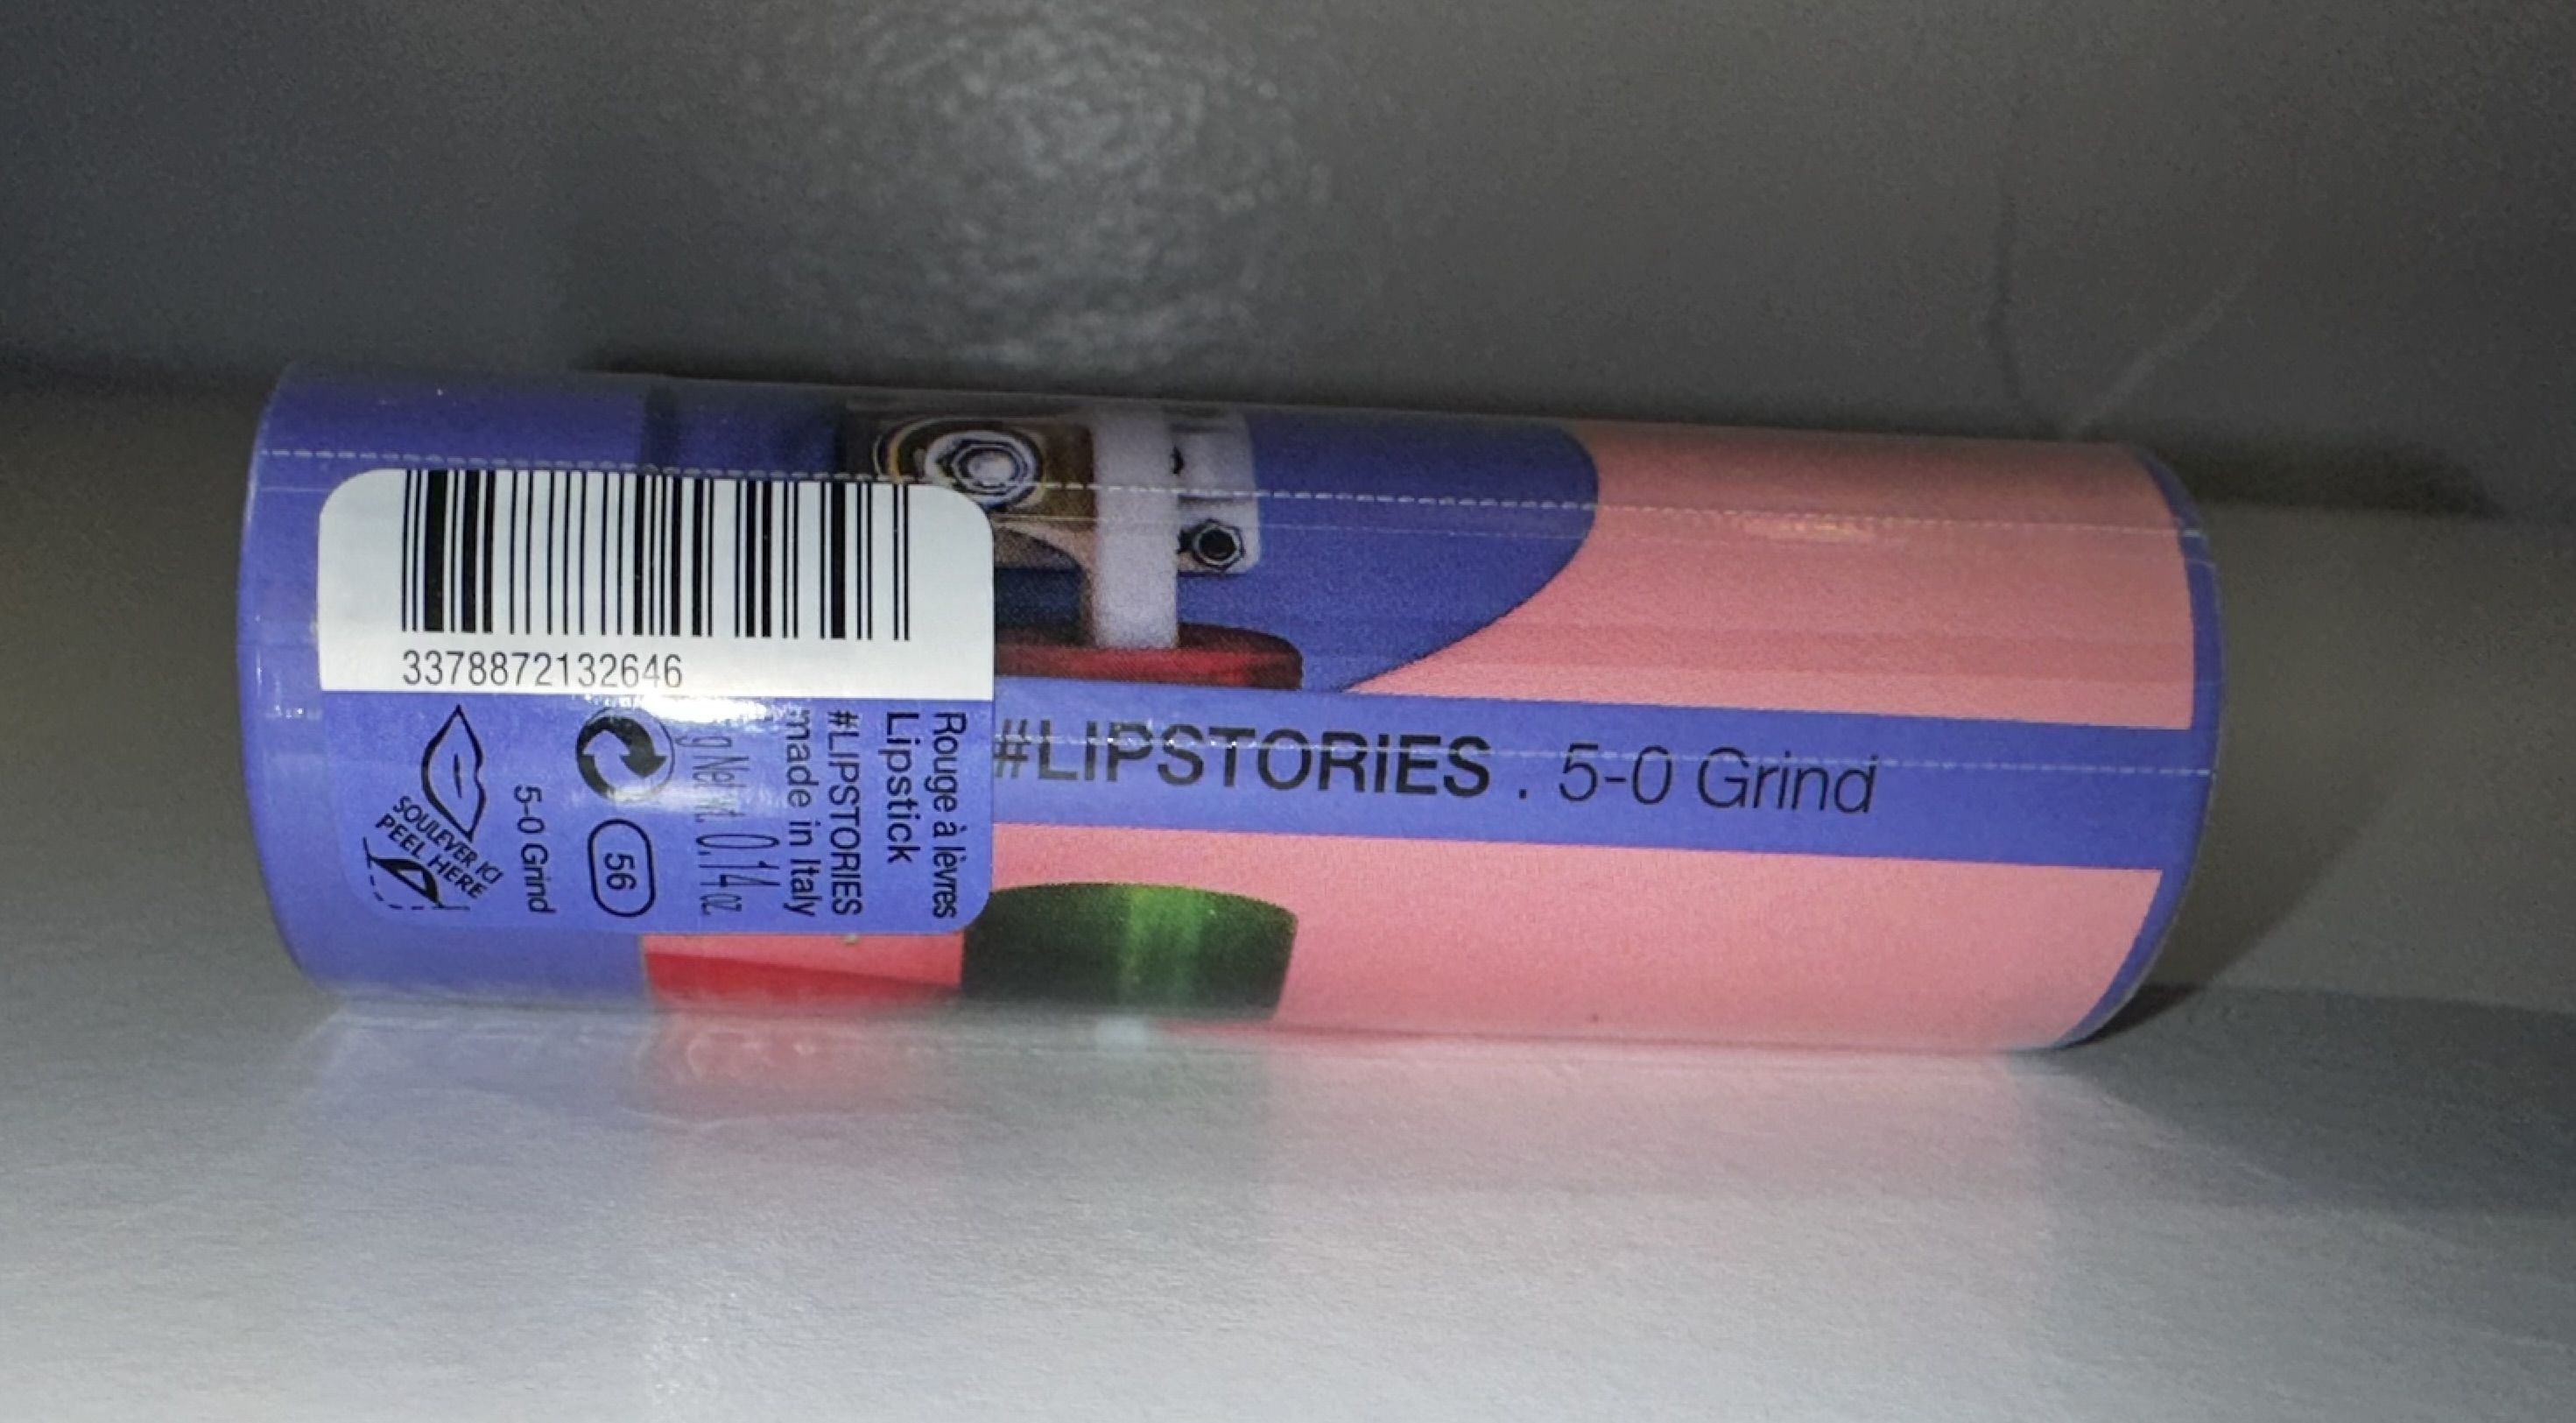 3378872132646
#LIPSTORIES . 5-0 Grind
Rouge à lèvres
Lipstick
#LIPSTORIES
made in Italy
g Net wt. 0.14 oz
56
5-0 Grind
SOULEVER ICI
PEEL HERE